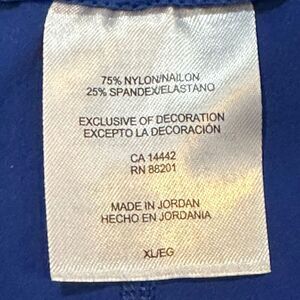 75% NYLON/NAILON
25% SPANDEX/ELASTANO
EXCLUSIVE OF DECORATION
EXCEPTO LA DECORACIÓN
CA 14442
RN 88201
MADE IN JORDAN
HECHO EN JORDANIA
XL/EG